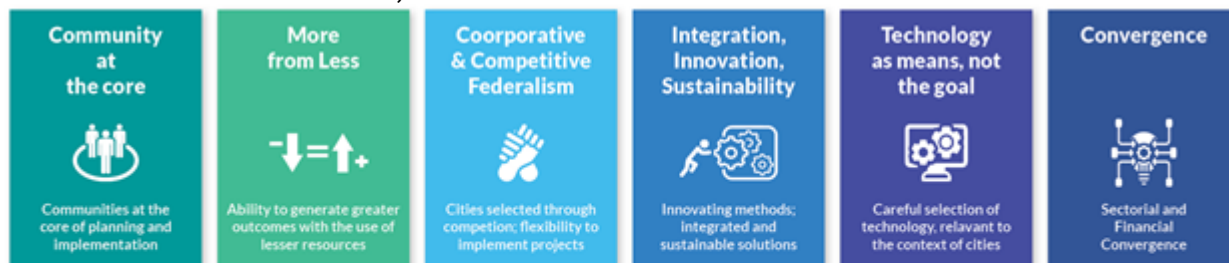 Community
at
the core
Communities at the
core of planning and
implementation
More
from Less
Ability to generate greater
outcomes with the use of
lesser resources
Coorporative
& Competitive
Federalism
Cities selected through
competion; flexibility to
implement projects
Integration,
Innovation,
Sustainability
Innovating methods;
integrated and
sustainable solutions
Technology
as means, not
the goal
Careful selection of
technology, relavant to
the context of cities
Convergence
Sectorial and
Financial
Convergence